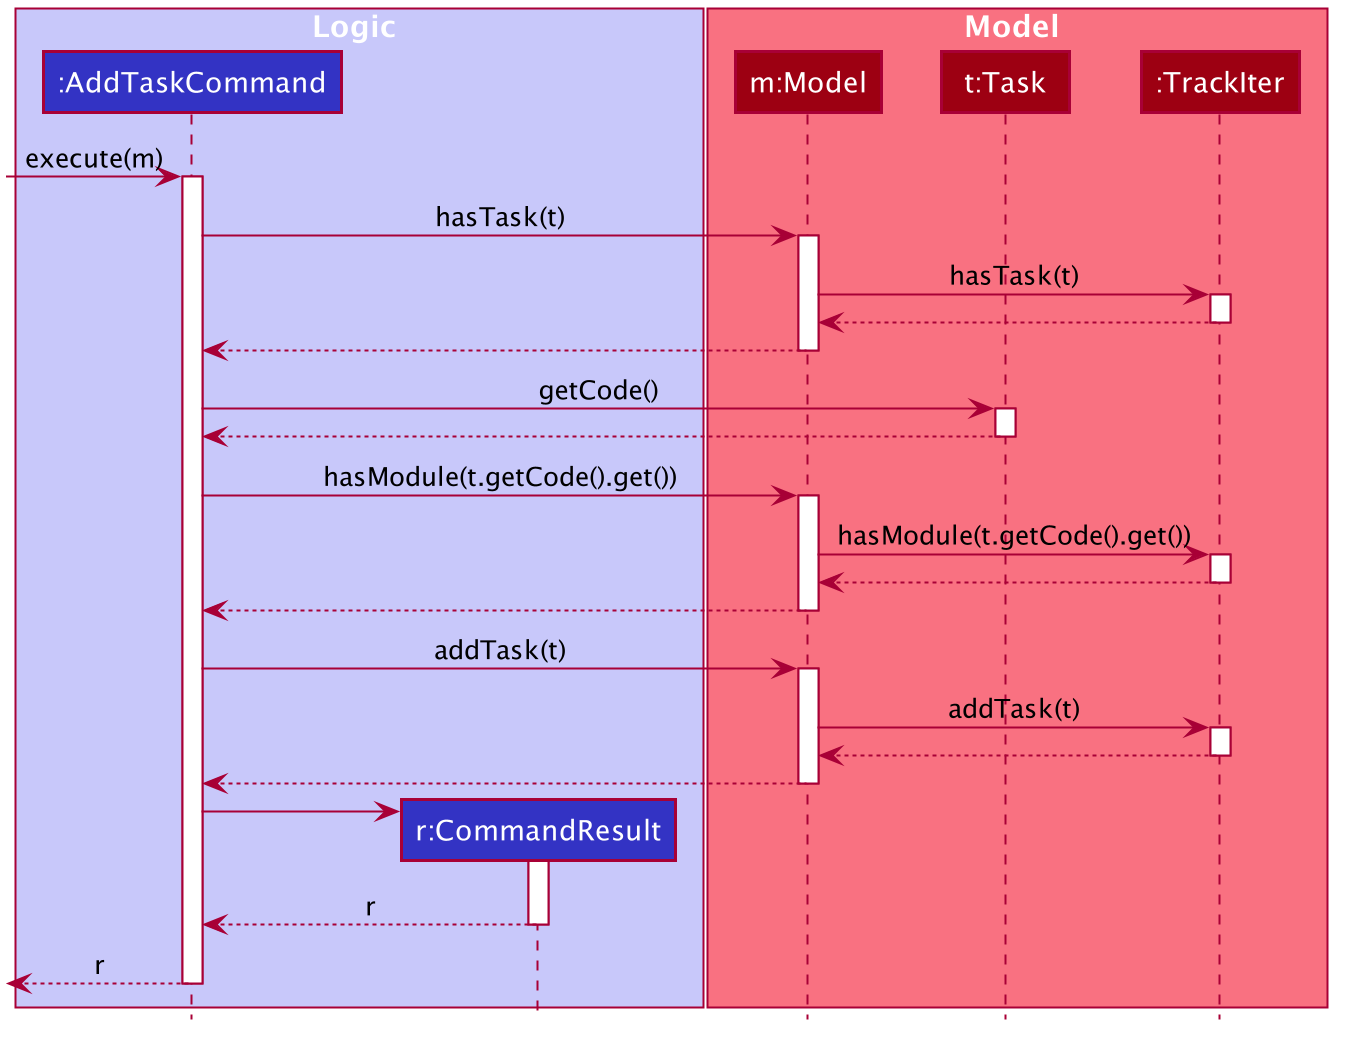 Logic
Model
:AddTaskCommand
m:Model
t:Task
:TrackIter
execute(m)
hasTask(t)
hasTask(t)
getCode()
hasModule(t.getCode().get())
hasModule(t.getCode().get())
addTask(t)
addTask(t)
r:CommandResult
r
r